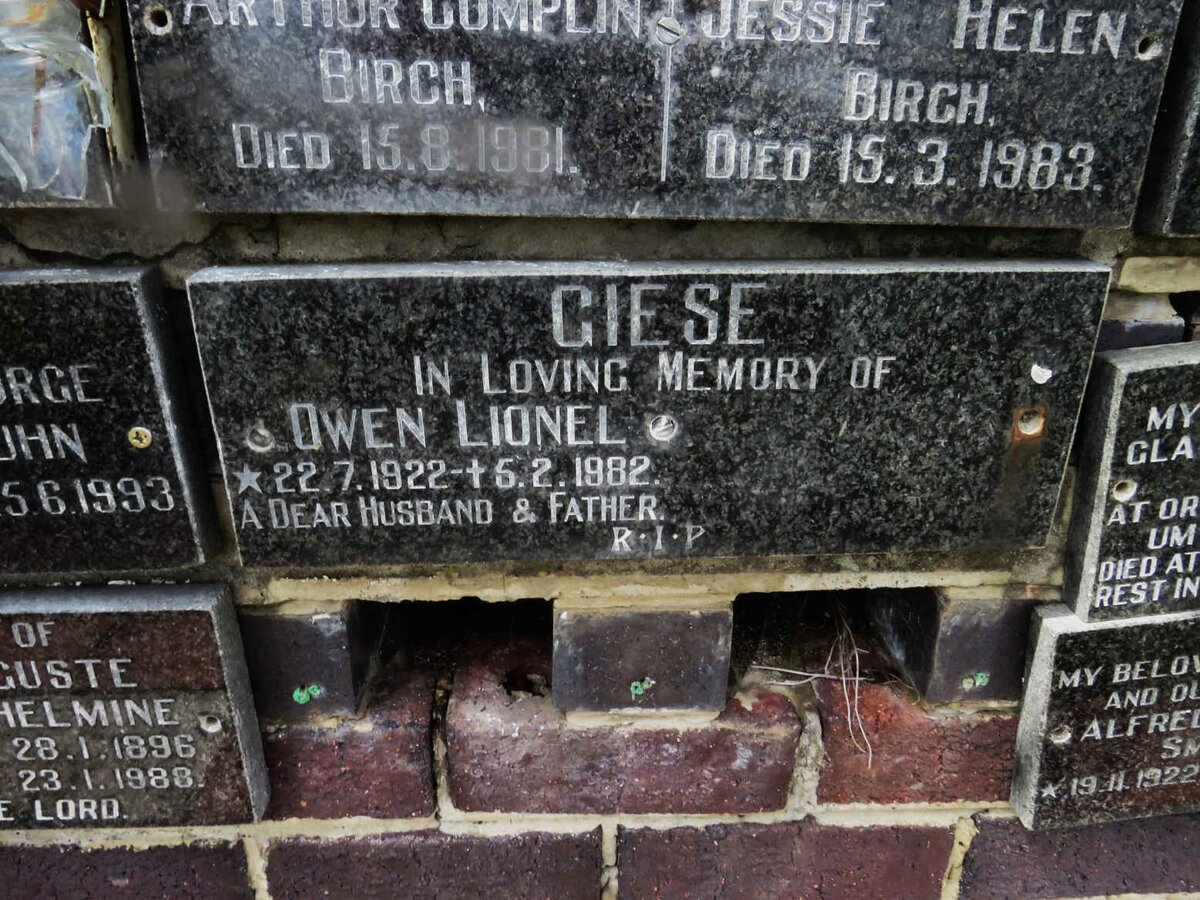 ARTHUR COMPLIN
BIRCH.
DIED 15.8.1981.
JESSIE HELEN
BIRCH.
DIED 15.3.1983.
GIESE
IN LOVING MEMORY OF
OWEN LIONEL
★22.7.1922-✝5.2.1982.
A DEAR HUSBAND & FATHER.
R.I.P
ORGE
OHN
5.6.1993
OF
GUSTE
HELMINE
28.1.1896
23.1.1988.
E LORD.
MY
GLA
AT OR
UM
DIED AT
REST IN
MY BELOV
AND OU
ALFRED
S
★19.11.1922